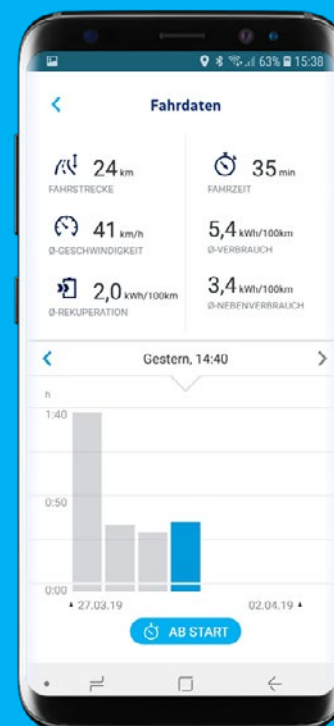 63% 15:38
Fahrdaten
24 km
FAHRSTRECKE
35 min
FAHRZEIT
41 km/h
Ø-GESCHWINDIGKEIT
5,4 kWh/100km
Ø-VERBRAUCH
2,0 kWh/100km
Ø-REKUPERATION
3,4 kWh/100km
Ø-NEBENVERBRAUCH
Gestern, 14:40
h
1:40
0:50
0:00
27.03.19
02.04.19
AB START